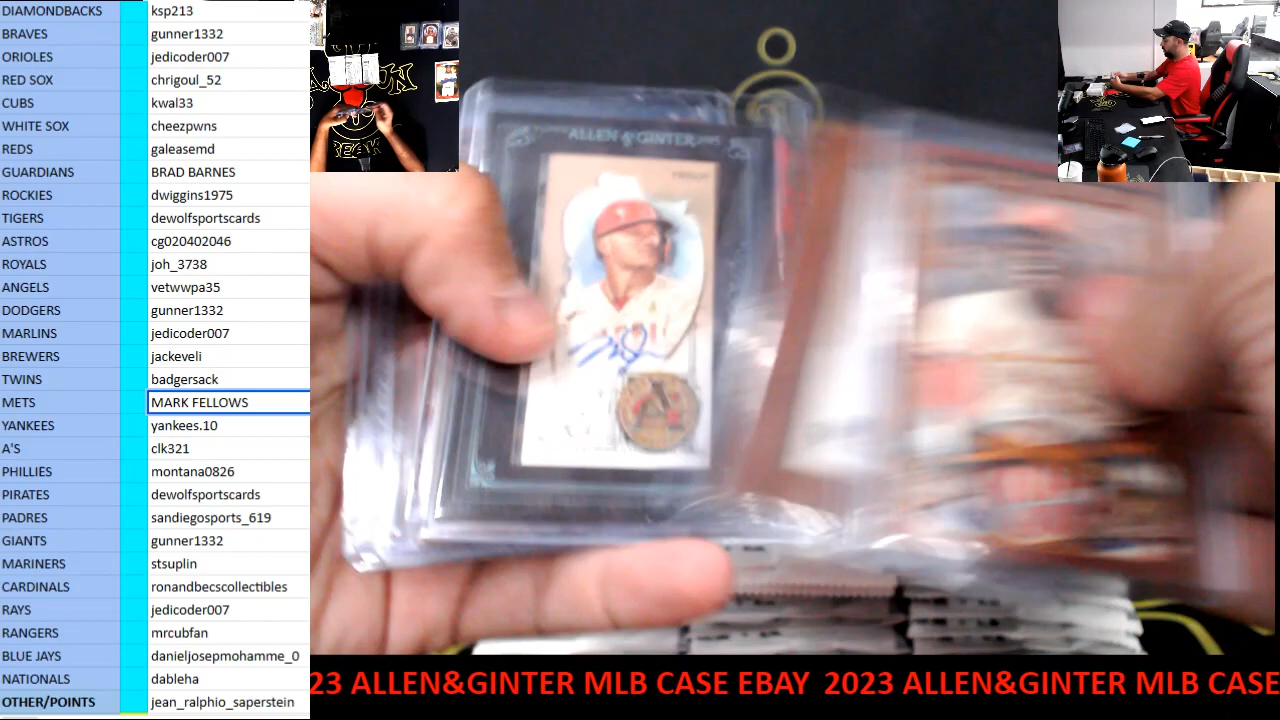 DIAMONDBACKS ksp213
BRAVES gunner1332
ORIOLES jedicoder007
RED SOX chrigoul_52
CUBS kwal33
WHITE SOX cheezpwns
REDS galeasemd
GUARDIANS BRAD BARNES
ROCKIES dwiggins1975
TIGERS dewolfsportscards
ASTROS cg020402046
ROYALS joh_3738
ANGELS vetwwpa35
DODGERS gunner1332
MARLINS jedicoder007
BREWERS jackeveli
TWINS badgersack
METS MARK FELLOWS
YANKEES yankees.10
A'S clk321
PHILLIES montana0826
PIRATES dewolfsportscards
PADRES sandiegosports_619
GIANTS gunner1332
MARINERS stsuplin
CARDINALS ronandbecscollectibles
RAYS jedicoder007
RANGERS mrcubfan
BLUE JAYS danieljosepmohamme_0
NATIONALS dableha
OTHER/POINTS jean_ralphio_saperstein
ALLEN & GINTER
23 ALLEN&GINTER MLB CASE EBAY 2023 ALLEN&GINTER MLB CASE